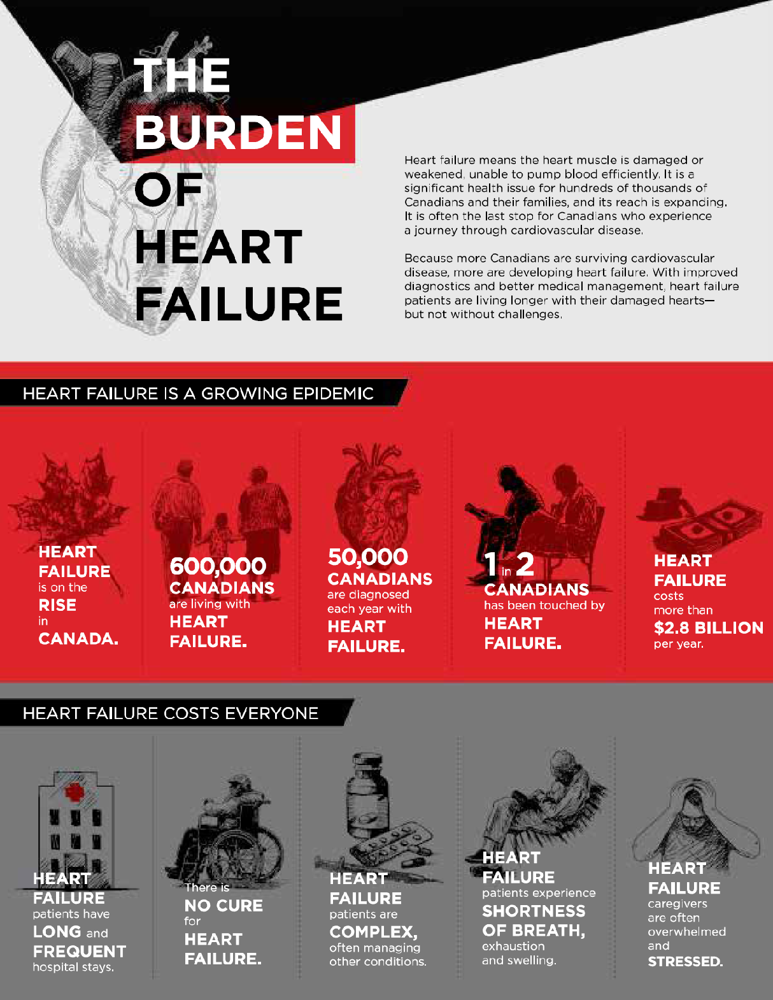 THE
BURDEN
OF
HEART
FAILURE
Heart failure means the heart muscle is damaged or
weakened, unable to pump blood efficiently. It is a
significant health issue for hundreds of thousands of
Canadians and their families, and its reach is expanding.
It is often the last stop for Canadians who experience
a journey through cardiovascular disease.
Because more Canadians are surviving cardiovascular
disease, more are developing heart failure. With improved
diagnostics and better medical management, heart failure
patients are living longer with their damaged hearts—
but not without challenges.
HEART FAILURE IS A GROWING EPIDEMIC
HEART
FAILURE
is on the
RISE
in
CANADA.
600,000
CANADIANS
are living with
HEART
FAILURE.
50,000
CANADIANS
are diagnosed
each year with
HEART
FAILURE.
1 in 2
CANADIANS
has been touched by
HEART
FAILURE.
HEART
FAILURE
costs
more than
$2.8 BILLION
per year.
HEART FAILURE COSTS EVERYONE
HEART
FAILURE
patients have
LONG and
FREQUENT
hospital stays.
There is
NO CURE
for
HEART
FAILURE.
HEART
FAILURE
patients are
COMPLEX,
often managing
other conditions.
HEART
FAILURE
patients experience
SHORTNESS
OF BREATH,
exhaustion
and swelling.
HEART
FAILURE
caregivers
are often
overwhelmed
and
STRESSED.